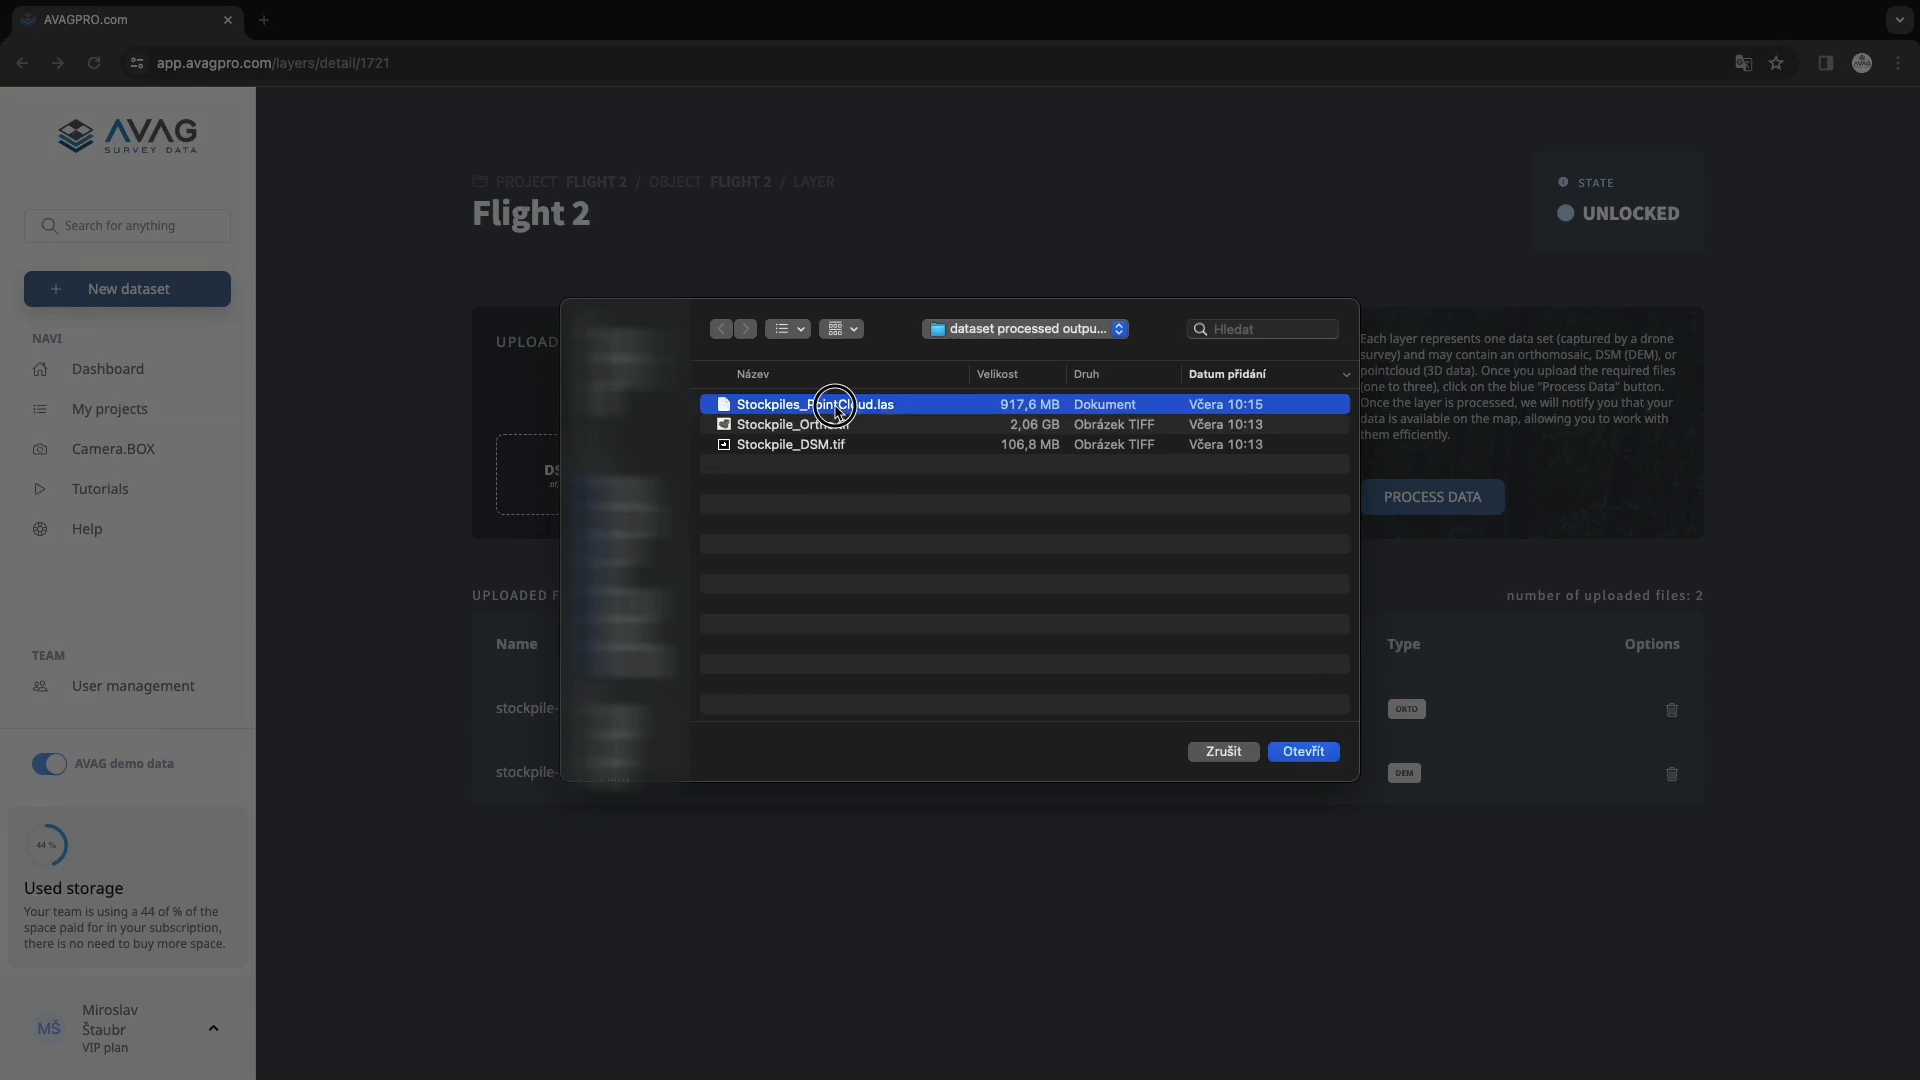 AVAGPRO.com
app.avagpro.com/layers/detail/1721
AVAG
SURVEY DATA
Search for anything
+ New dataset
NAVI
Dashboard
My projects
Camera.BOX
Tutorials
Help
TEAM
User management
AVAG demo data
44 %
Used storage
Your team is using a 44 of % of the
space paid for in your subscription,
there is no need to buy more space.
MŠ
Miroslav
Štaubr
VIP plan
PROJECT FLIGHT 2 / OBJECT FLIGHT 2 / LAYER
Flight 2
STATE
UNLOCKED
UPLOAD
Each layer represents one data set (captured by a drone
survey) and may contain an orthomosaic, DSM (DEM), or
pointcloud (3D data). Once you upload the required files
(one to three), click on the blue "Process Data" button.
Once the layer is processed, we will notify you that your
data is available on the map, allowing you to work with
them efficiently.
PROCESS DATA
dataset processed outpu...
Hledat
Název Velikost Druh Datum přidání
Stockpiles_PointCloud.las 917,6 MB Dokument Včera 10:15
Stockpile_Ortho.tif 2,06 GB Obrázek TIFF Včera 10:13
Stockpile_DSM.tif 106,8 MB Obrázek TIFF Včera 10:13
Zrušit
Otevřít
UPLOADED F
number of uploaded files: 2
Name Type Options
stockpile- ORTO
stockpile- DEM